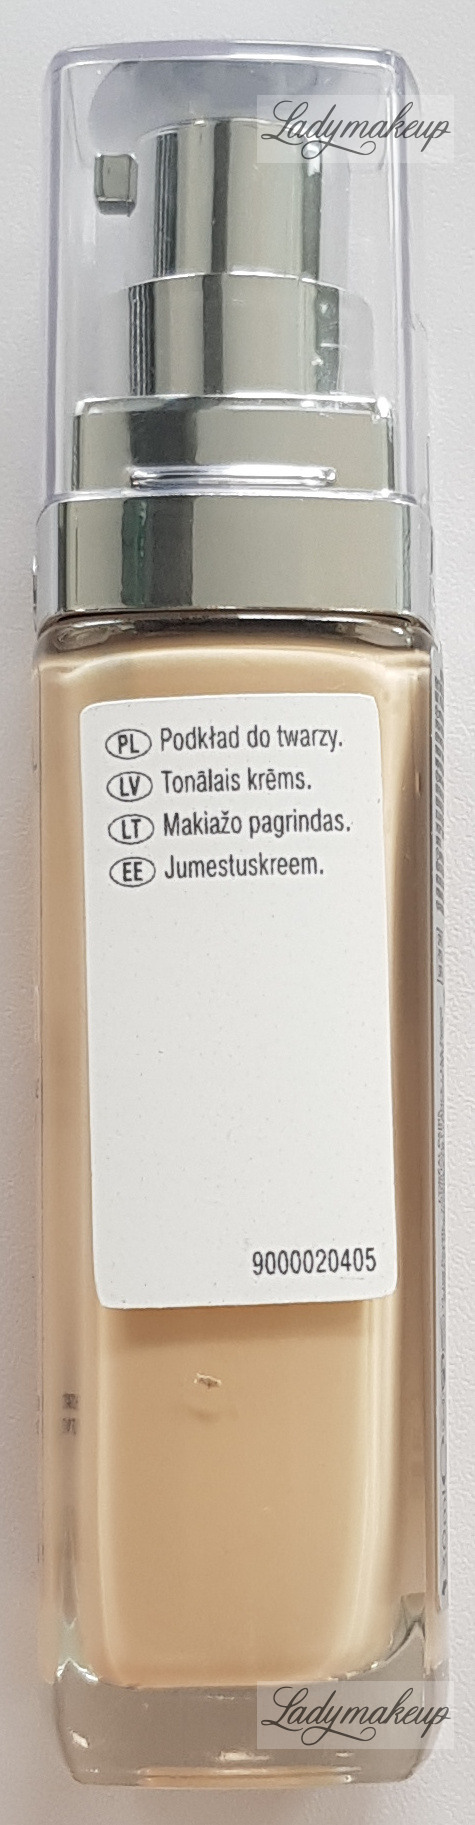 Ladymakeup
PL Podkład do twarzy.
LV Tonālais krēms.
LT Makiažo pagrindas.
EE Jumestuskreem.
9000020405
Ladymakeup